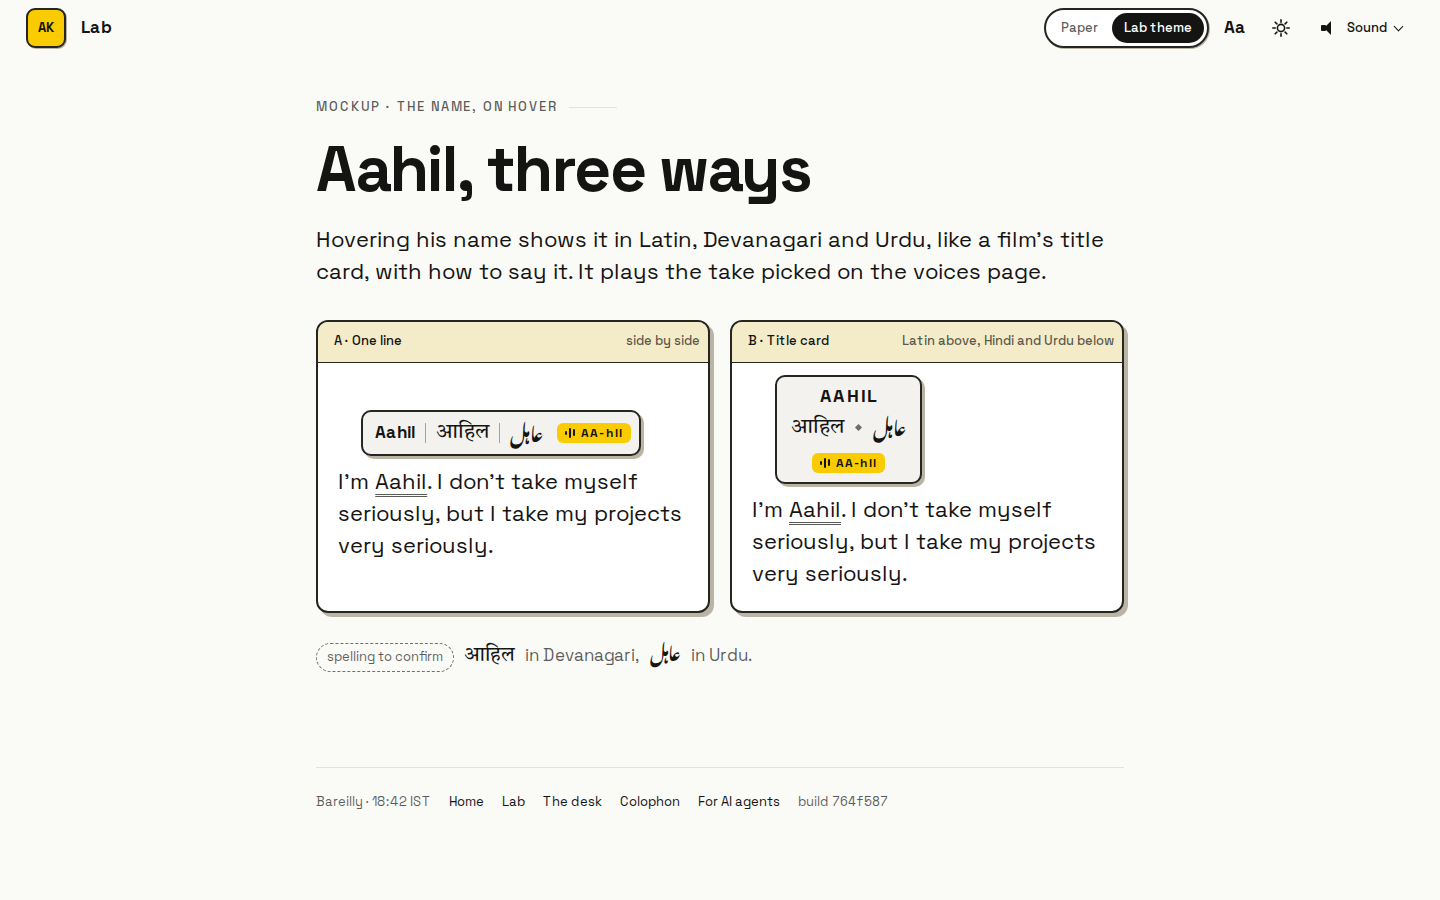 AK Lab
Paper Lab theme Aa Sound
MOCKUP · THE NAME, ON HOVER
Aahil, three ways
Hovering his name shows it in Latin, Devanagari and Urdu, like a film’s title
card, with how to say it. It plays the take picked on the voices page.
A · One line side by side
Aahil आहिल عاہل AA-hil
I’m Aahil. I don’t take myself
seriously, but I take my projects
very seriously.
B · Title card Latin above, Hindi and Urdu below
AAHIL
आहिल ◆ عاہل
AA-hil
I’m Aahil. I don’t take myself
seriously, but I take my projects
very seriously.
spelling to confirm आहिल in Devanagari, عاہل in Urdu.
Bareilly · 18:42 IST Home Lab The desk Colophon For AI agents build 764f587